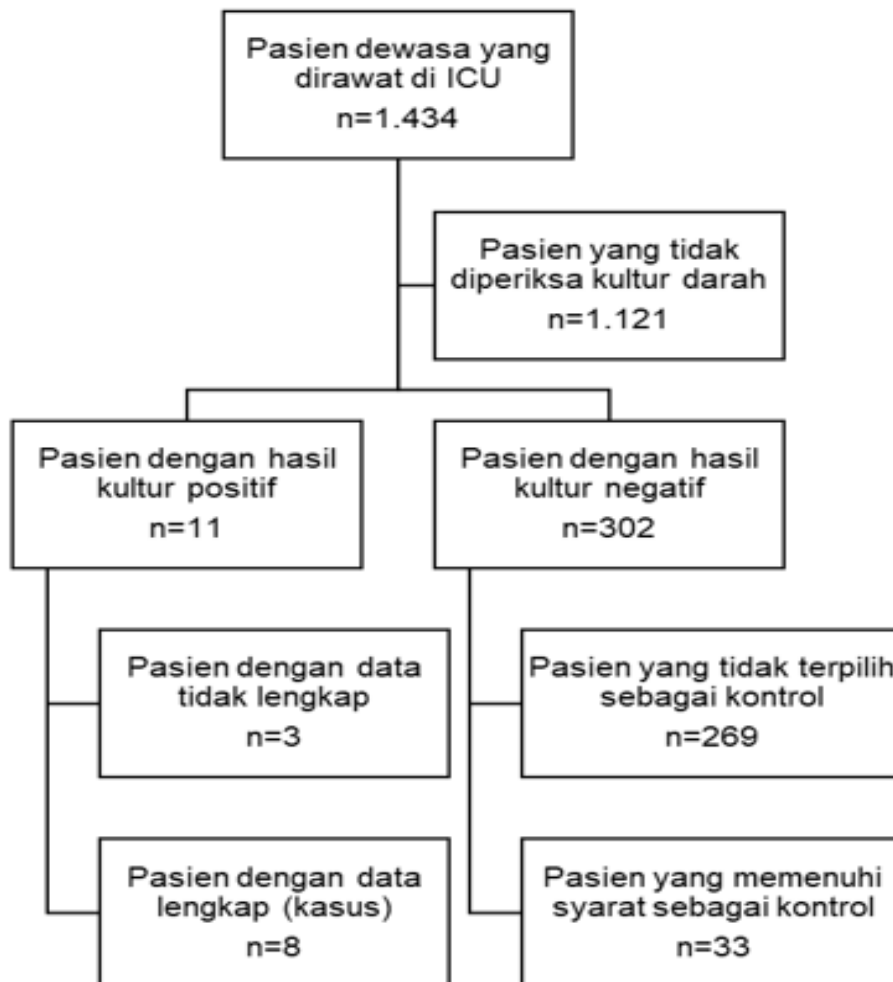 Pasien dewasa yang
dirawat di ICU
n=1.434
Pasien yang tidak
diperiksa kultur darah
n=1.121
Pasien dengan hasil
kultur positif
n=11
Pasien dengan hasil
kultur negatif
n=302
Pasien dengan data
tidak lengkap
n=3
Pasien yang tidak terpilih
sebagai kontrol
n=269
Pasien dengan data
lengkap (kasus)
n=8
Pasien yang memenuhi
syarat sebagai kontrol
n=33